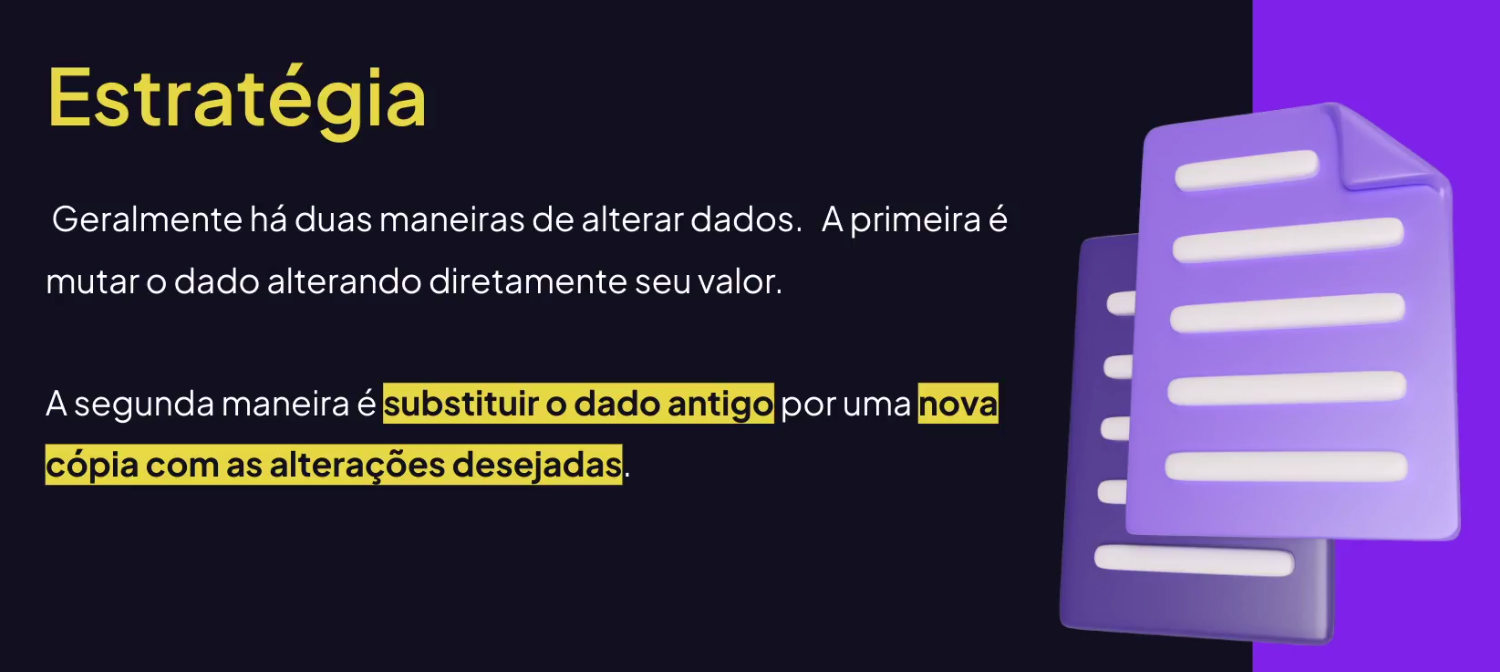 Estratégia
Geralmente há duas maneiras de alterar dados. A primeira é
mutar o dado alterando diretamente seu valor.
A segunda maneira é substituir o dado antigo por uma nova
cópia com as alterações desejadas.